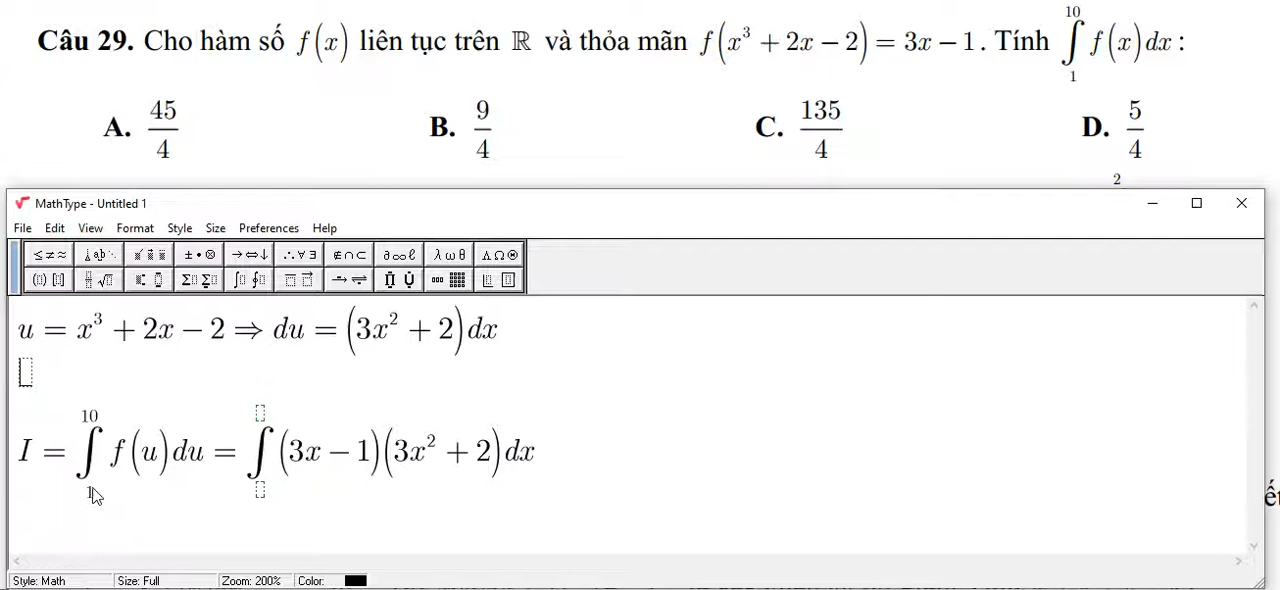 Câu 29. Cho hàm số f(x) liên tục trên ℝ và thỏa mãn f(x³ + 2x − 2) = 3x − 1. Tính ∫₁¹⁰ f(x)dx :
A. 45/4 B. 9/4 C. 135/4 D. 5/4
2
MathType - Untitled 1
File Edit View Format Style Size Preferences Help
u = x³ + 2x − 2 ⇒ du = (3x² + 2)dx
I = ∫₁¹⁰ f(u)du = ∫ (3x − 1)(3x² + 2)dx
Style: Math Size: Full Zoom: 200% Color: